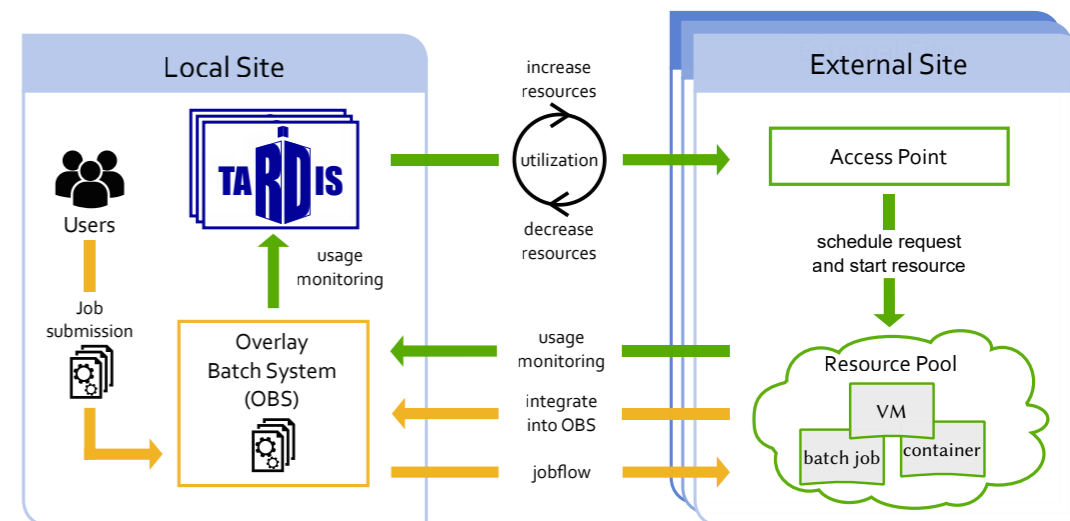 Local Site
TARDIS
Users
usage
monitoring
Job
submission
Overlay
Batch System
(OBS)
increase
resources
utilization
decrease
resources
usage
monitoring
integrate
into OBS
jobflow
External Site
Access Point
schedule request
and start resource
Resource Pool
VM
batch job
container